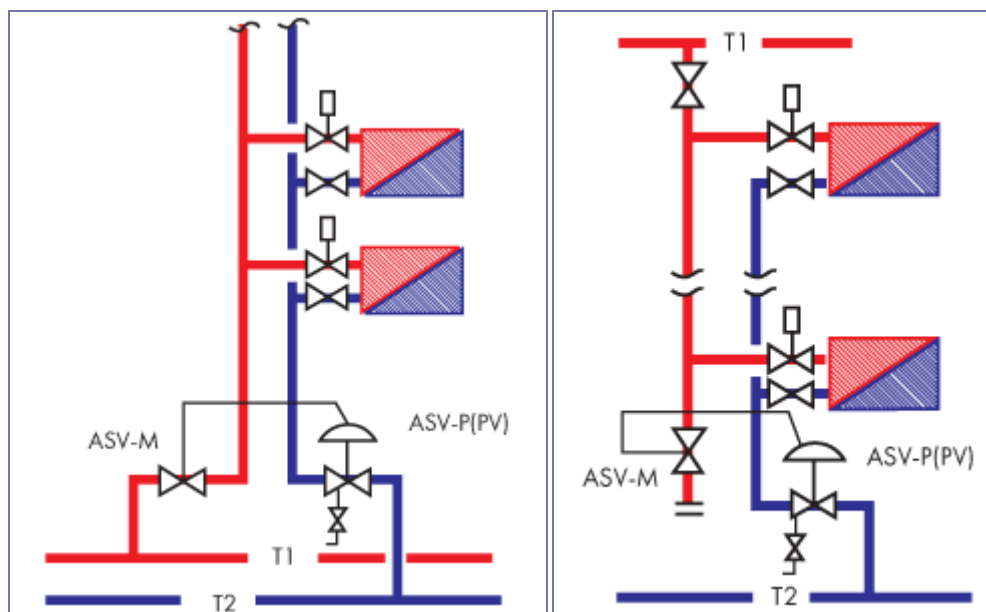 ASV-M
ASV-P(PV)
T1
T2
T1
ASV-M
ASV-P(PV)
T2